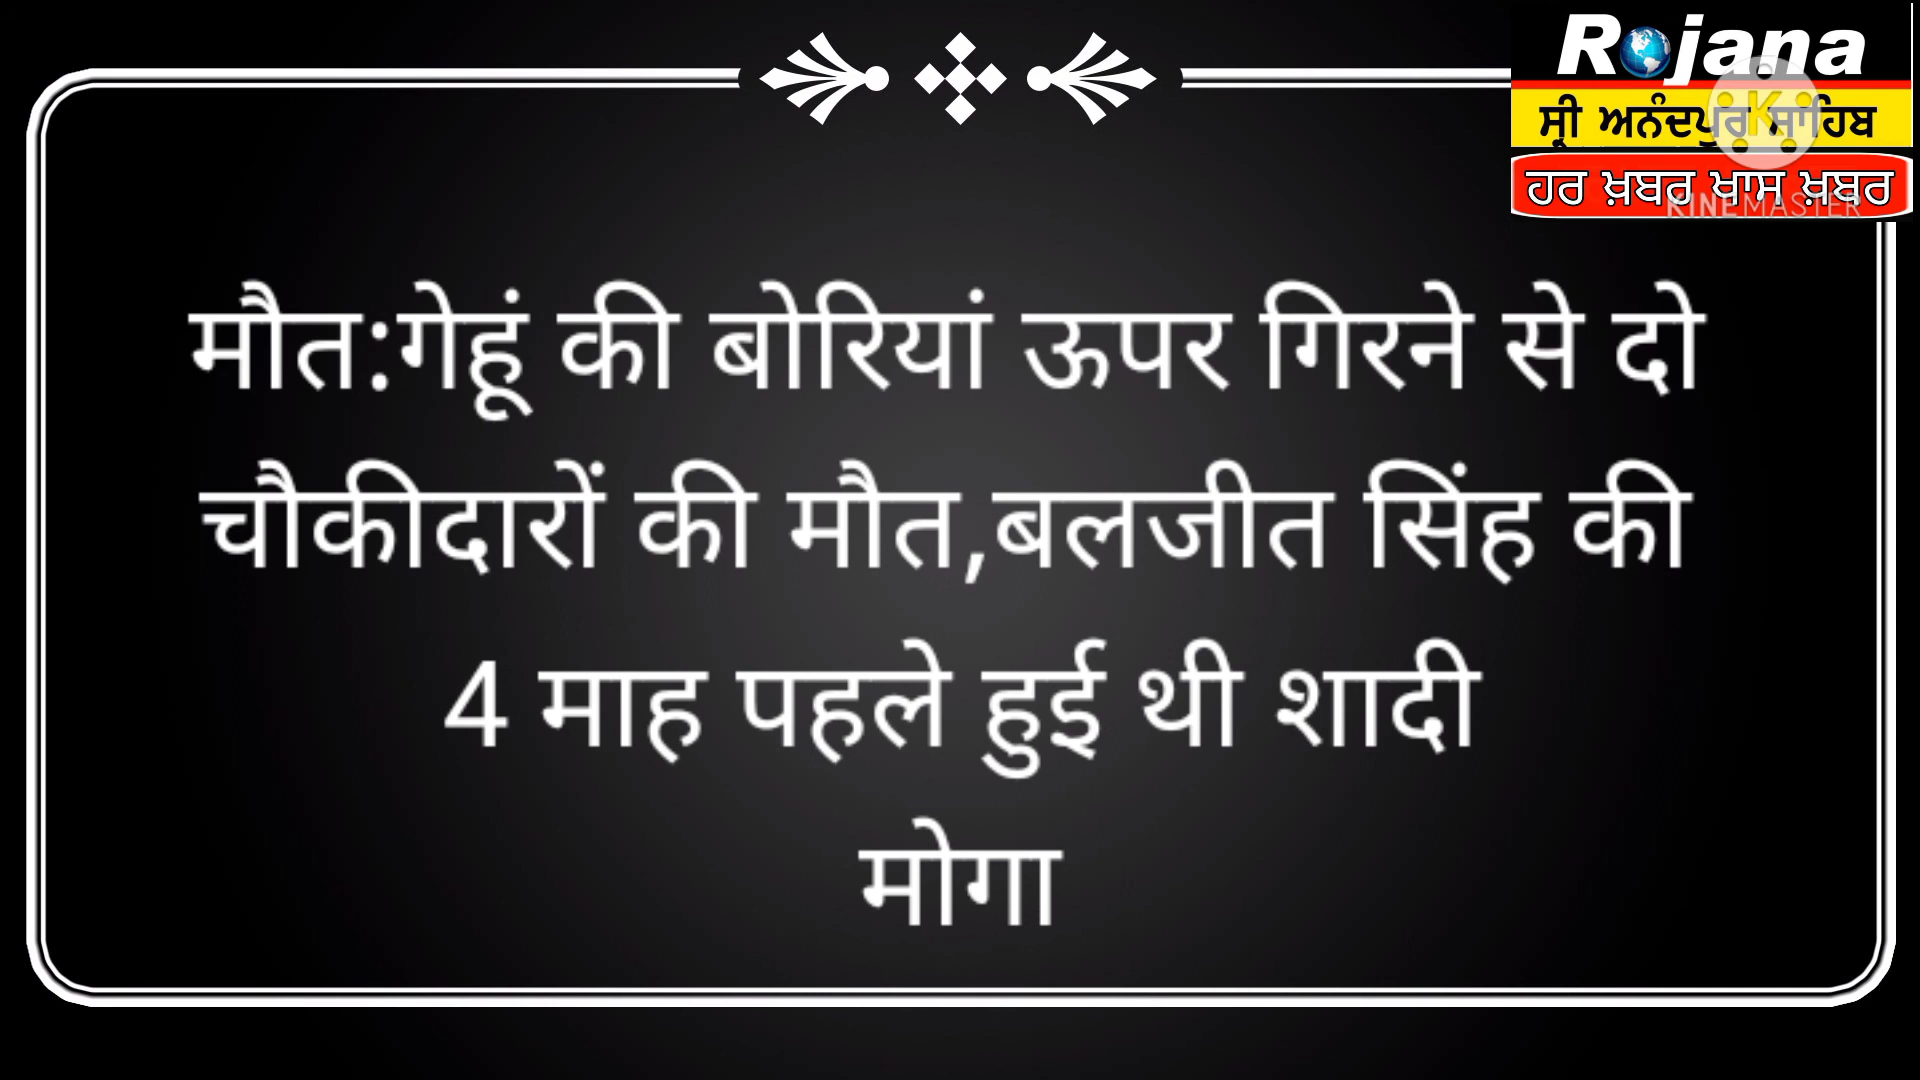 Rojana
ਸ੍ਰੀ ਅਨੰਦਪੁਰ ਸਾਹਿਬ
ਹਰ ਖ਼ਬਰ ਖਾਸ ਖ਼ਬਰ
K
KINEMASTER
मौत:गेहूं की बोरियां ऊपर गिरने से दो
चौकीदारों की मौत,बलजीत सिंह की
4 माह पहले हुई थी शादी
मोगा